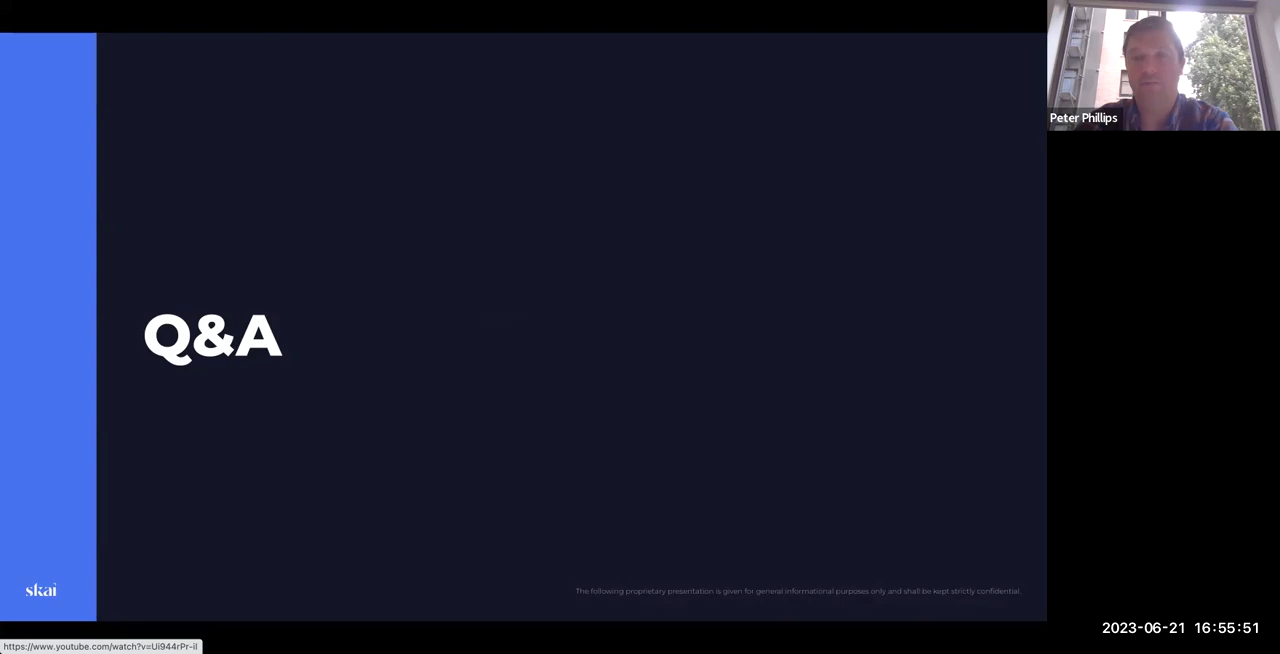 Peter Phillips
Q&A
skai
The following proprietary presentation is given for general informational purposes only and shall be kept strictly confidential.
2023-06-21 16:55:51
https://www.youtube.com/watch?v=Ui944rPr-iI